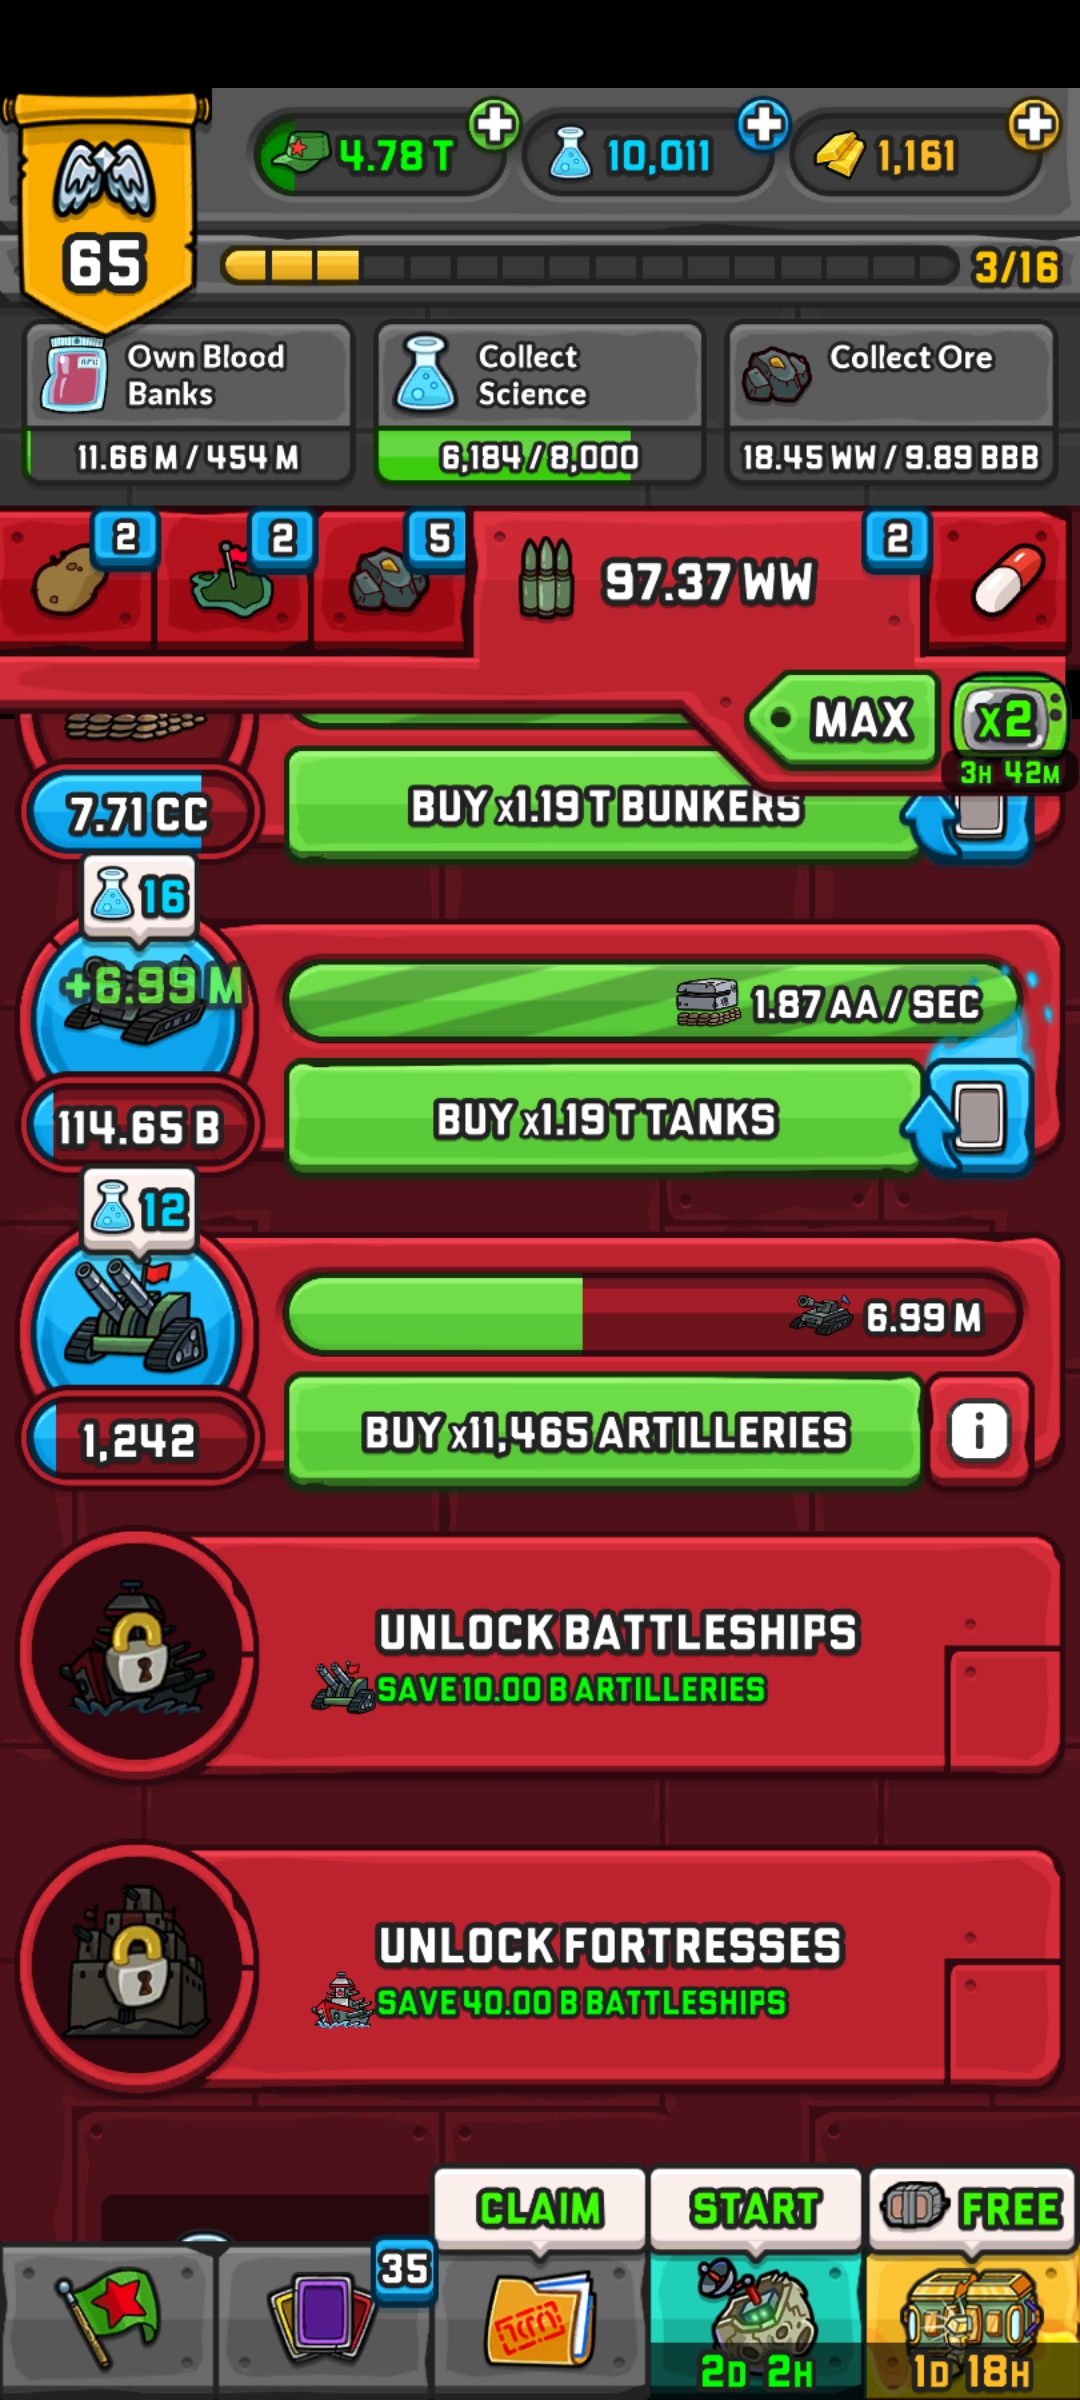 4.78 T
10,011
1,161
65
3/16
Own Blood Banks
11.66 M / 454 M
Collect Science
6,184 / 8,000
Collect Ore
18.45 WW / 9.89 BBB
2
2
5
97.37 WW
2
MAX
x2
3H 42M
7.71 CC
BUY x1.19 T BUNKERS
16
+6.99 M
1.87 AA / SEC
114.65 B
BUY x1.19 T TANKS
12
6.99 M
1,242
BUY x11,465 ARTILLERIES
i
UNLOCK BATTLESHIPS
SAVE 10.00 B ARTILLERIES
UNLOCK FORTRESSES
SAVE 40.00 B BATTLESHIPS
CLAIM
START
FREE
35
2D 2H
1D 18H